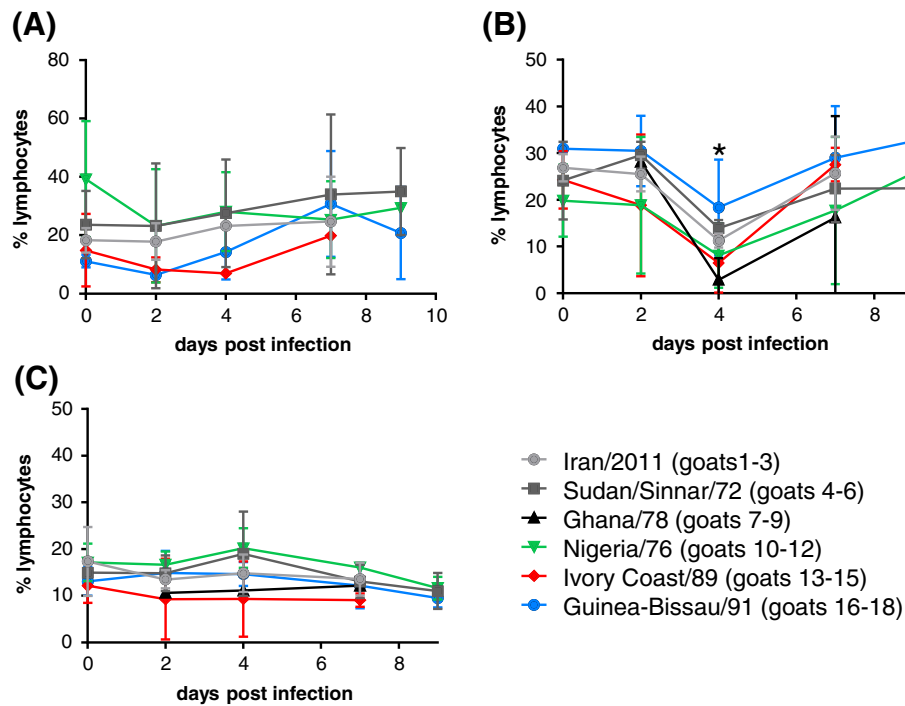 (A)
80
60
40
20
0
% lymphocytes
0 2 4 6 8 10
days post infection
(B)
50
40
30
20
10
0
% lymphocytes
*
0 2 4 6 8
days post infection
(C)
50
40
30
20
10
0
% lymphocytes
0 2 4 6 8
days post infection
Iran/2011 (goats1-3)
Sudan/Sinnar/72 (goats 4-6)
Ghana/78 (goats 7-9)
Nigeria/76 (goats 10-12)
Ivory Coast/89 (goats 13-15)
Guinea-Bissau/91 (goats 16-18)